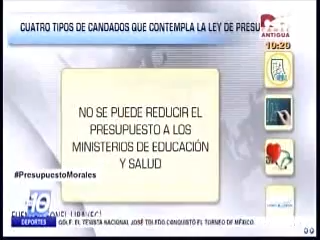 CUATRO TIPOS DE CANDADOS QUE CONTEMPLA LA LEY DE PRESU
ANTIGUA
10:20
NO SE PUEDE REDUCIR EL
PRESUPUESTO A LOS
MINISTERIOS DE EDUCACIÓN
Y SALUD
#PresupuestoMorales
DEPORTES
GOLF. EL TENISTA NACIONAL JOSÉ TOLEDO CONQUISTÓ EL TORNEO DE MÉXICO.